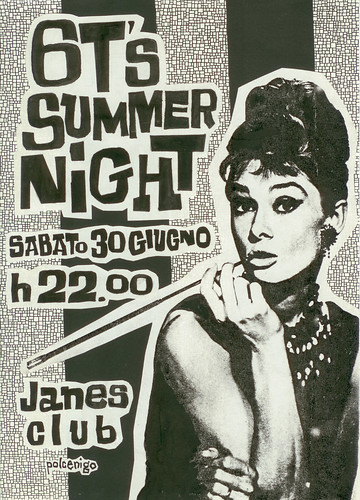 6T's
SUMMER
NiGHT
SABATO 30 GIUGNO
h 22.00
Janes
club
polcenigo